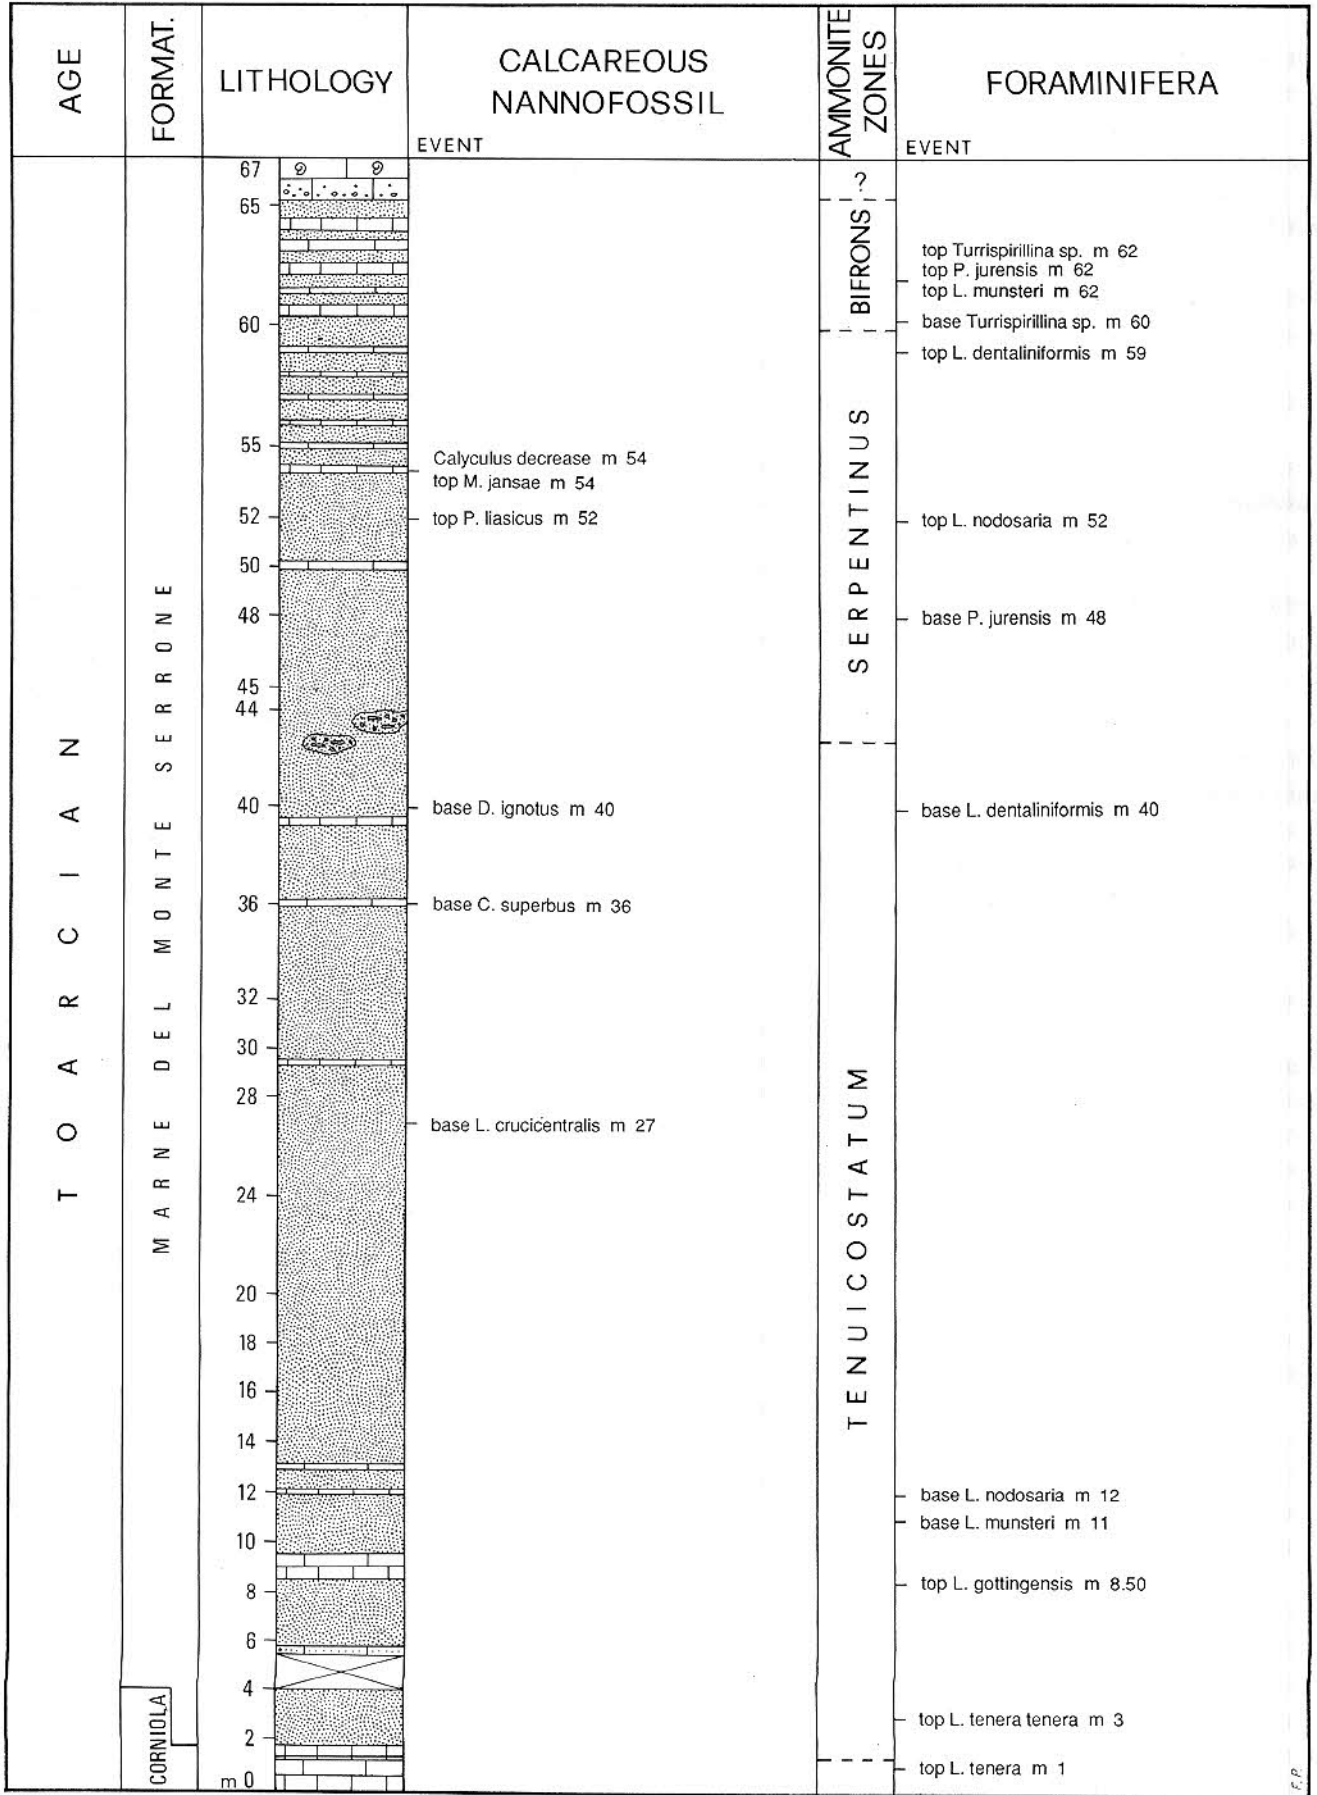 AGE
FORMAT.
LITHOLOGY
CALCAREOUS
NANNOFOSSIL
EVENT
AMMONITE
ZONES
FORAMINIFERA
EVENT
TOARCIAN
MARNE DEL MONTE SERRONE
CORNIOLA
67
65
60
55
52
50
48
45
44
40
36
32
30
28
24
20
18
16
14
12
10
8
6
4
2
m 0
Calyculus decrease m 54
top M. jansae m 54
top P. liasicus m 52
base D. ignotus m 40
base C. superbus m 36
base L. crucicentralis m 27
?
BIFRONS
SERPENTINUS
TENUICOSTATUM
top Turrispirillina sp. m 62
top P. jurensis m 62
top L. munsteri m 62
base Turrispirillina sp. m 60
top L. dentaliniformis m 59
top L. nodosaria m 52
base P. jurensis m 48
base L. dentaliniformis m 40
base L. nodosaria m 12
base L. munsteri m 11
top L. gottingensis m 8.50
top L. tenera tenera m 3
top L. tenera m 1
F.P.